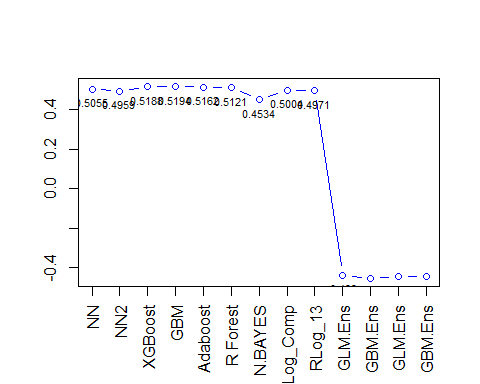 0.4
0.2
0.0
-0.4
0.5055
0.4959
0.5188
0.5194
0.5162
0.5121
0.4534
0.5004
0.4971
NN
NN2
XGBoost
GBM
Adaboost
R Forest
N.BAYES
Log_Comp
RLog_13
GLM.Ens
GBM.Ens
GLM.Ens
GBM.Ens